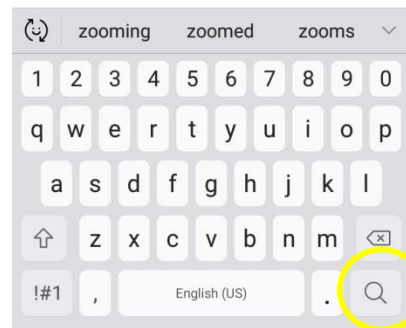 zooming zoomed zooms
1 2 3 4 5 6 7 8 9 0
q w e r t y u i o p
a s d f g h j k l
z x c v b n m
!#1 , English (US) .